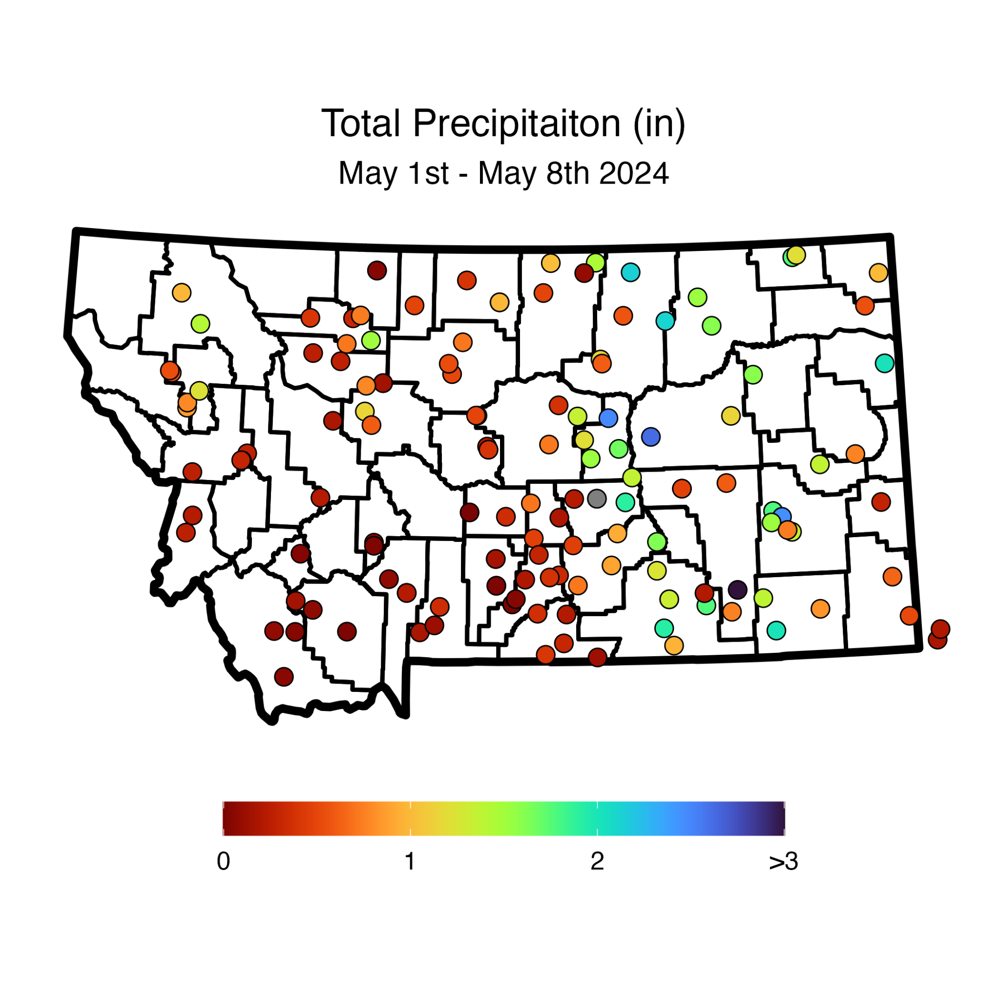 Total Precipitaiton (in)
May 1st - May 8th 2024
0 1 2 >3